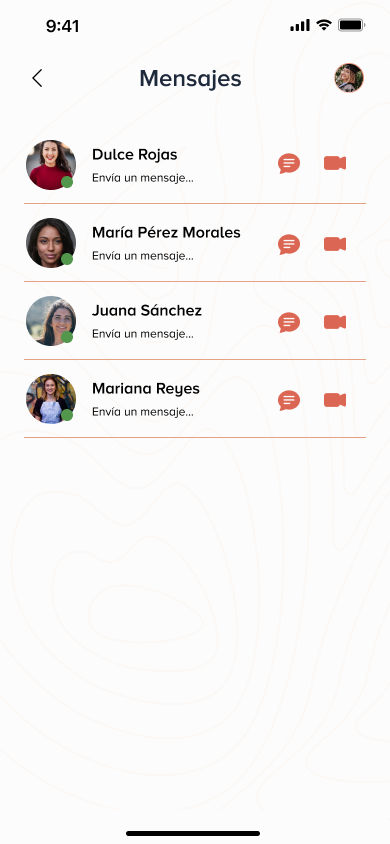 9:41
Mensajes
Dulce Rojas
Envía un mensaje...
María Pérez Morales
Envía un mensaje...
Juana Sánchez
Envía un mensaje...
Mariana Reyes
Envía un mensaje...